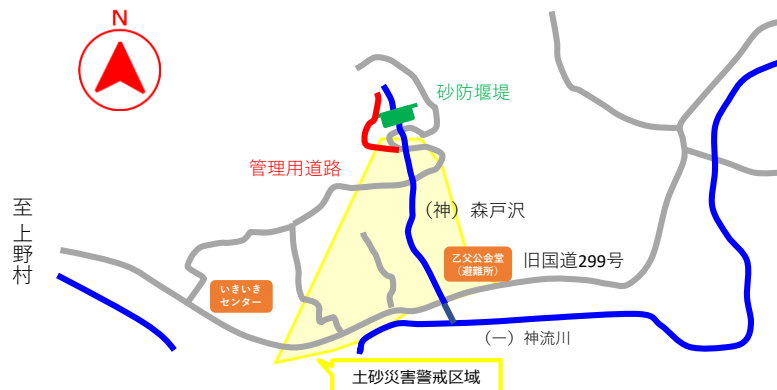 N
砂防堰堤
管理用道路
至上野村
（神）森戸沢
乙父公会堂
（避難所）
旧国道299号
いきいき
センター
（一）神流川
土砂災害警戒区域